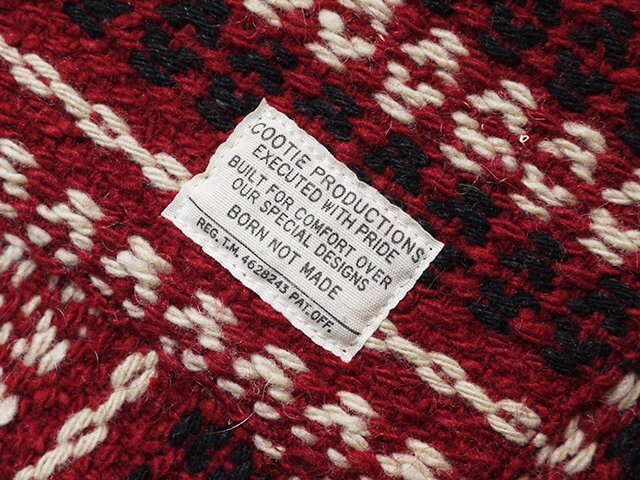 COOTIE PRODUCTIONS
EXECUTED WITH PRIDE
BUILT FOR COMFORT OVER
OUR SPECIAL DESIGNS
BORN NOT MADE
REG. T.M. 4628243 PAT. OFF.